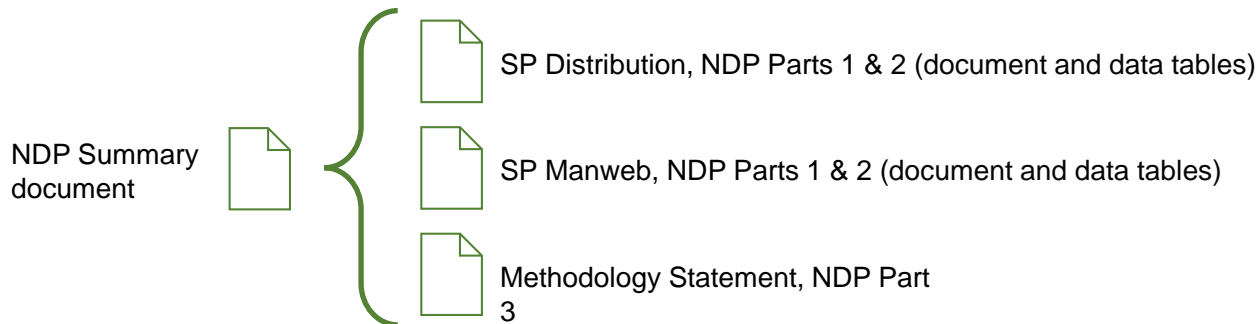 NDP Summary
document
SP Distribution, NDP Parts 1 & 2 (document and data tables)
SP Manweb, NDP Parts 1 & 2 (document and data tables)
Methodology Statement, NDP Part
3